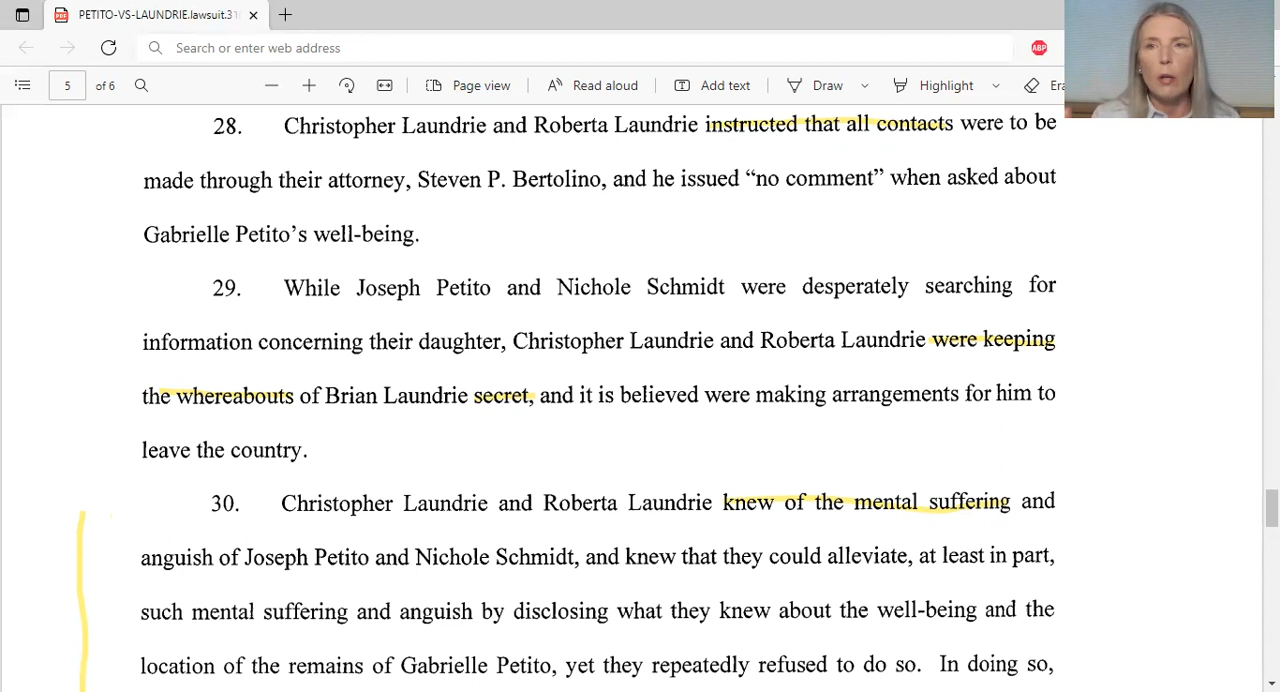 PETITO-VS-LAUNDRIE.lawsuit.31
Search or enter web address
ABP
5 of 6 Page view Read aloud Add text Draw Highlight Era
28. Christopher Laundrie and Roberta Laundrie instructed that all contacts were to be
made through their attorney, Steven P. Bertolino, and he issued “no comment” when asked about
Gabrielle Petito’s well-being.
29. While Joseph Petito and Nichole Schmidt were desperately searching for
information concerning their daughter, Christopher Laundrie and Roberta Laundrie were keeping
the whereabouts of Brian Laundrie secret, and it is believed were making arrangements for him to
leave the country.
30. Christopher Laundrie and Roberta Laundrie knew of the mental suffering and
anguish of Joseph Petito and Nichole Schmidt, and knew that they could alleviate, at least in part,
such mental suffering and anguish by disclosing what they knew about the well-being and the
location of the remains of Gabrielle Petito, yet they repeatedly refused to do so. In doing so,